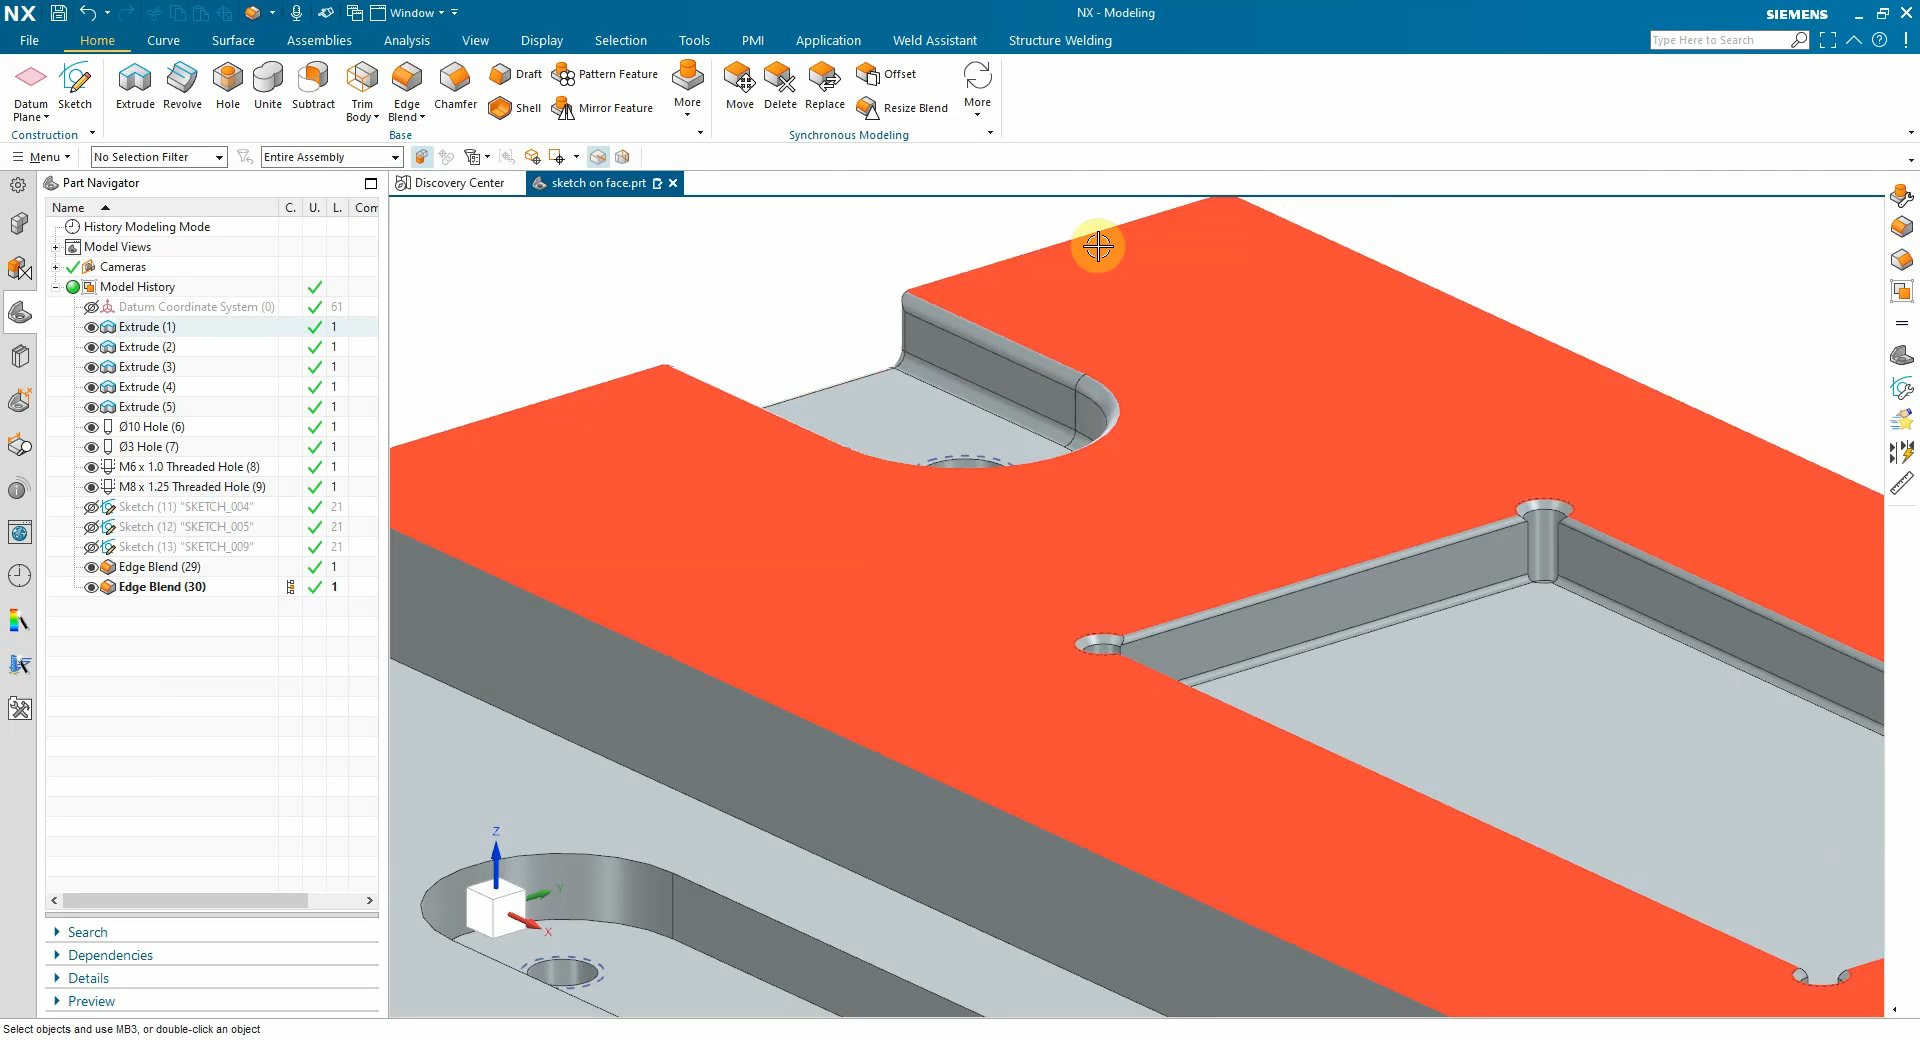 NX
Window
NX - Modeling
SIEMENS
File
Home
Curve
Surface
Assemblies
Analysis
View
Display
Selection
Tools
PMI
Application
Weld Assistant
Structure Welding
Type Here to Search
Datum Plane
Sketch
Extrude
Revolve
Hole
Unite
Subtract
Trim Body
Edge Blend
Chamfer
Draft
Shell
Pattern Feature
Mirror Feature
More
Move
Delete
Replace
Offset
Resize Blend
More
Construction
Base
Synchronous Modeling
Menu
No Selection Filter
Entire Assembly
Part Navigator
Discovery Center
sketch on face.prt
Name C. U. L. Com
History Modeling Mode
Model Views
Cameras
Model History
Datum Coordinate System (0) 61
Extrude (1) 1
Extrude (2) 1
Extrude (3) 1
Extrude (4) 1
Extrude (5) 1
Ø10 Hole (6) 1
Ø3 Hole (7) 1
M6 x 1.0 Threaded Hole (8) 1
M8 x 1.25 Threaded Hole (9) 1
Sketch (11) "SKETCH_004" 21
Sketch (12) "SKETCH_005" 21
Sketch (13) "SKETCH_009" 21
Edge Blend (29) 1
Edge Blend (30) 1
Z
Y
X
Search
Dependencies
Details
Preview
Select objects and use MB3, or double-click an object